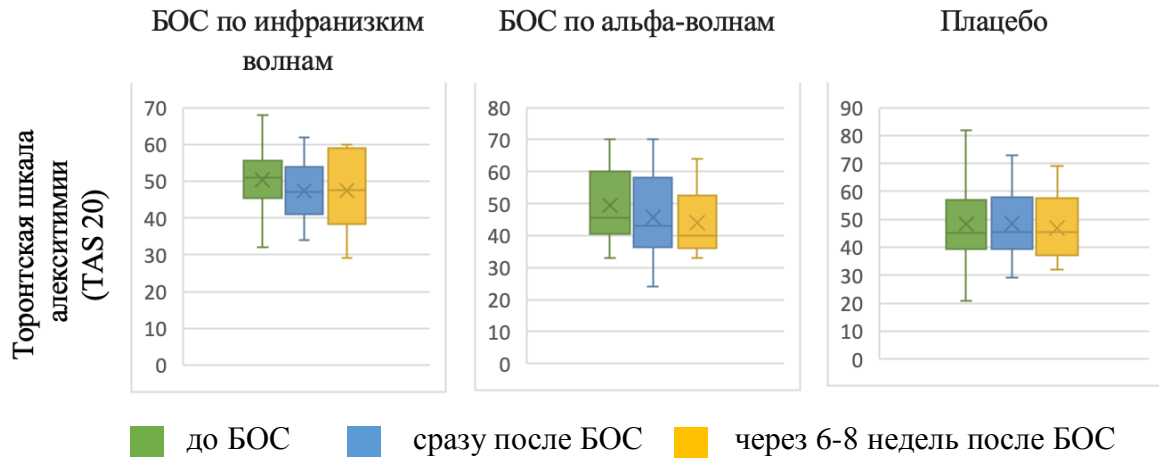 БОС по инфранизким
волнам
БОС по альфа-волнам
Плацебо
Торонтская шкала
алекситимии
(TAS 20)
70
60
50
40
30
20
10
0
80
70
60
50
40
30
20
10
0
90
80
70
60
50
40
30
20
10
0
до БОС
сразу после БОС
через 6-8 недель после БОС